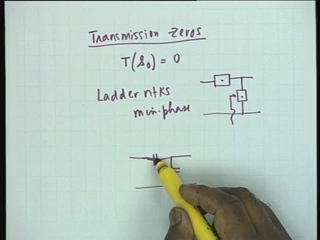 Transmission Zeros
T(s₀) = 0
Ladder ntks
min-phase